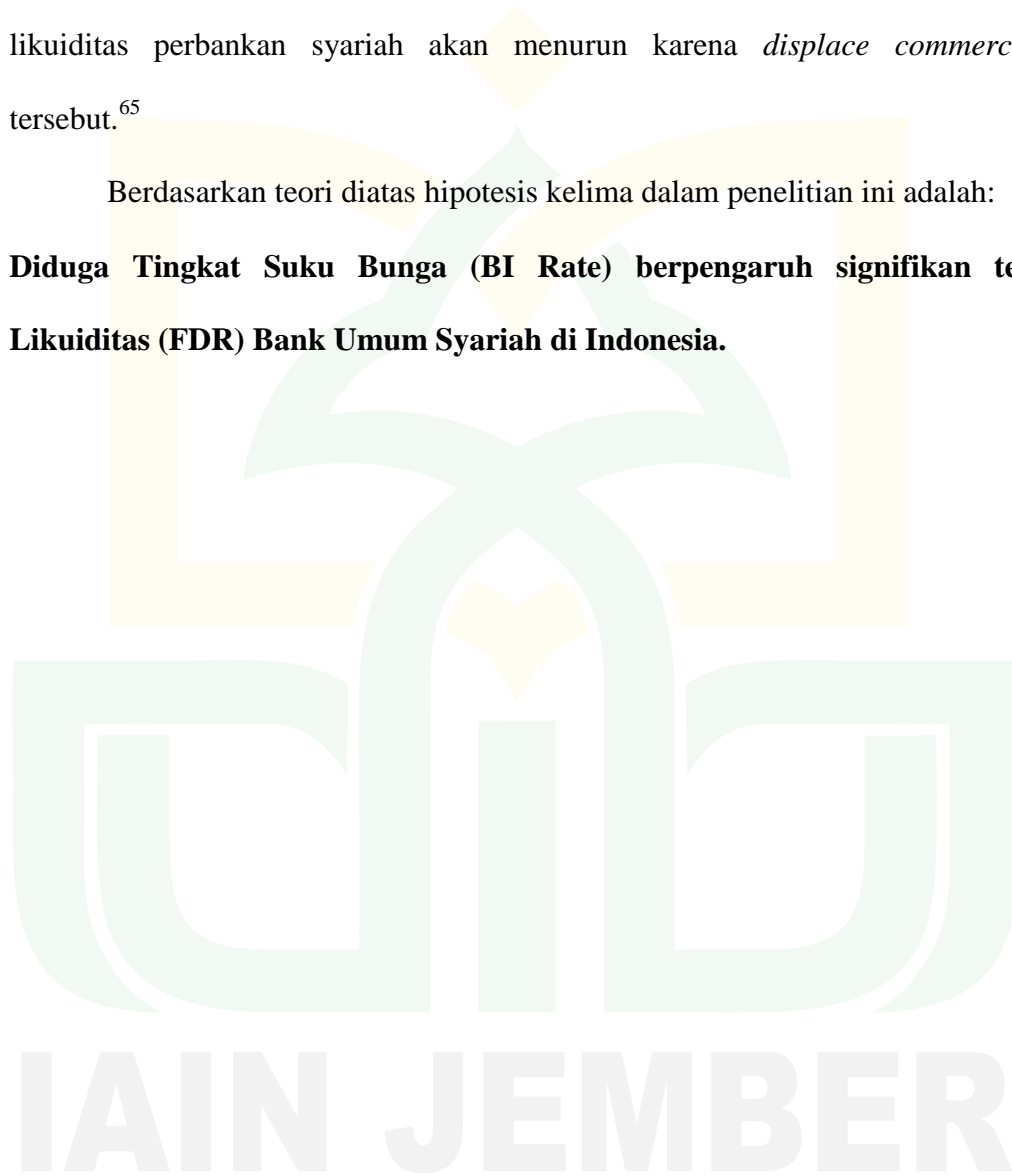 likuiditas perbankan syariah akan menurun karena displace commerc
tersebut.65
Berdasarkan teori diatas hipotesis kelima dalam penelitian ini adalah:
Diduga Tingkat Suku Bunga (BI Rate) berpengaruh signifikan te
Likuiditas (FDR) Bank Umum Syariah di Indonesia.
IAIN JEMBER